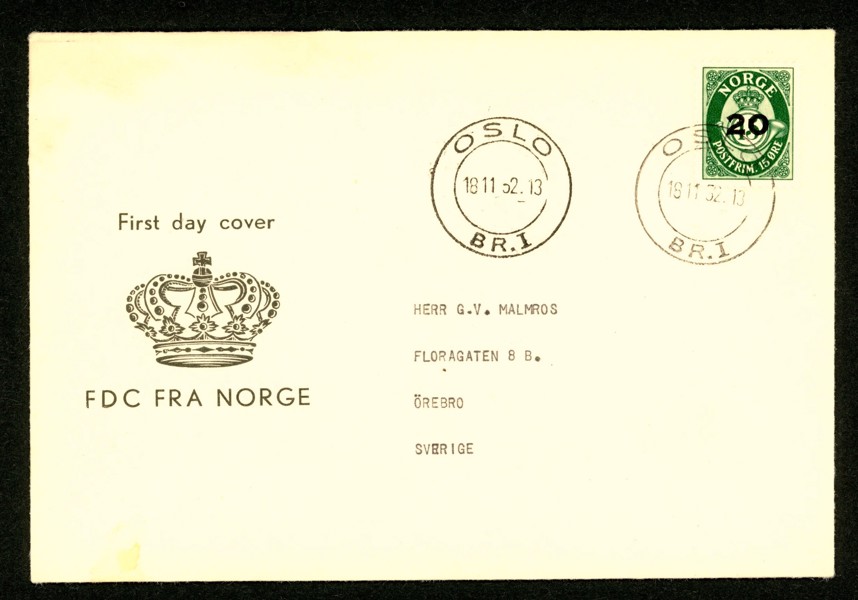 OSLO
18 11 52. 13
BR. I
OS
18 11 52. 13
BR. I
NORGE
20
POSTFRIM. 15 ØRE
First day cover
FDC FRA NORGE
HERR G.V. MALMROS
FLORAGATEN 8 B.
ÖREBRO
SVERIGE